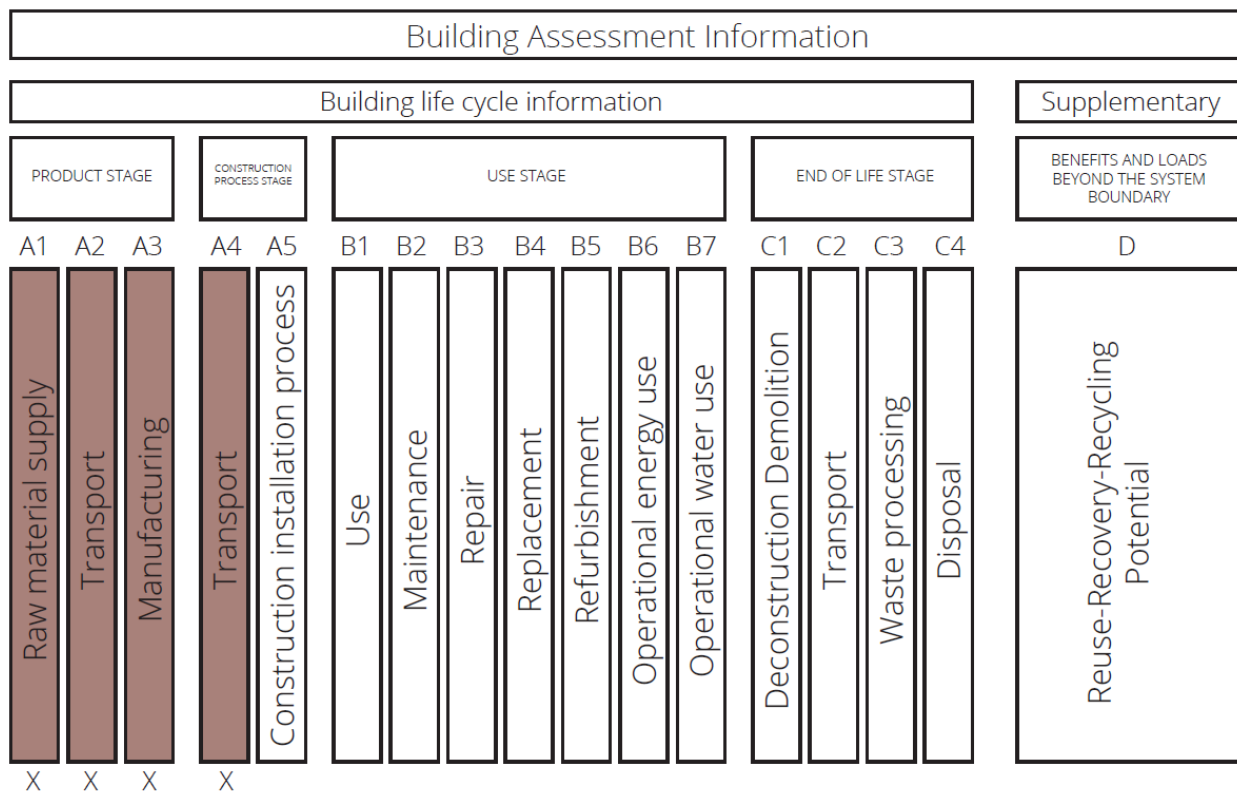 Building Assessment Information
Building life cycle information
Supplementary
PRODUCT STAGE
CONSTRUCTION
PROCESS STAGE
USE STAGE
END OF LIFE STAGE
BENEFITS AND LOADS
BEYOND THE SYSTEM
BOUNDARY
A1 A2 A3 A4 A5 B1 B2 B3 B4 B5 B6 B7 C1 C2 C3 C4 D
Raw material supply
Transport
Manufacturing
Transport
Construction installation process
Use
Maintenance
Repair
Replacement
Refurbishment
Operational energy use
Operational water use
Deconstruction Demolition
Transport
Waste processing
Disposal
Reuse-Recovery-Recycling
Potential
X X X X